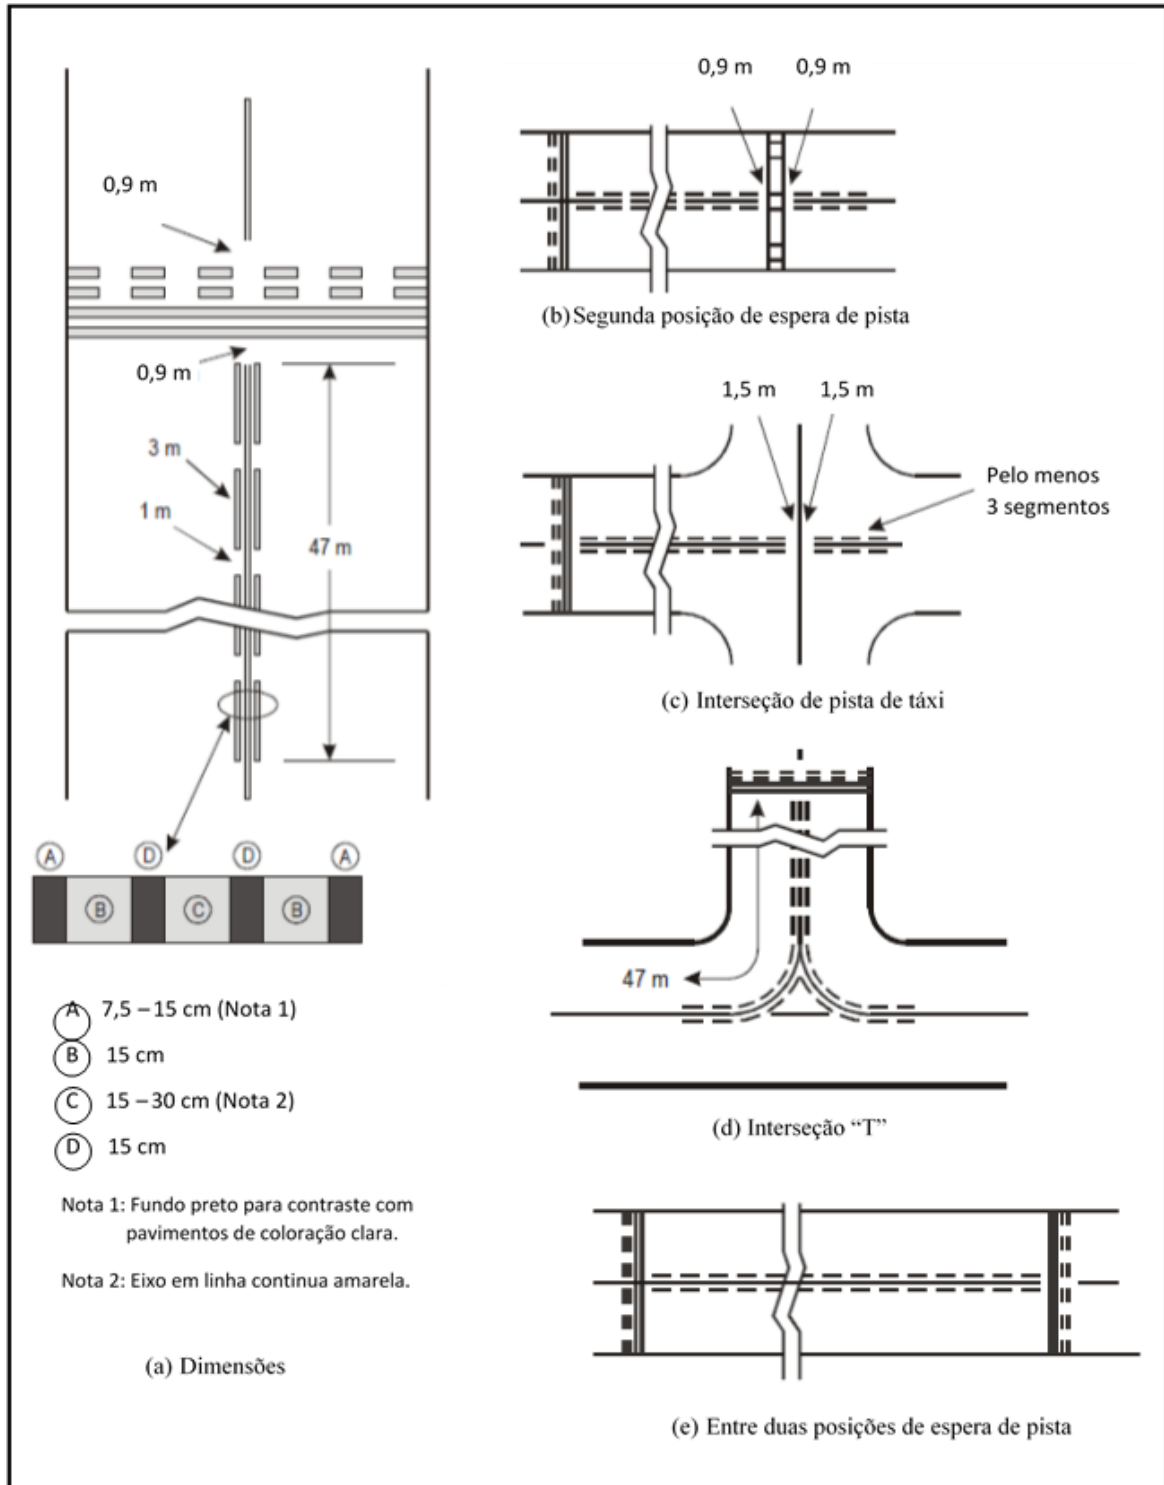 0,9 m
0,9 m
3 m
1 m
47 m
A D D A
B C B
A 7,5 – 15 cm (Nota 1)
B 15 cm
C 15 – 30 cm (Nota 2)
D 15 cm
Nota 1: Fundo preto para contraste com
pavimentos de coloração clara.
Nota 2: Eixo em linha continua amarela.
(a) Dimensões
0,9 m 0,9 m
(b) Segunda posição de espera de pista
1,5 m 1,5 m
Pelo menos
3 segmentos
(c) Interseção de pista de táxi
47 m
(d) Interseção “T”
(e) Entre duas posições de espera de pista